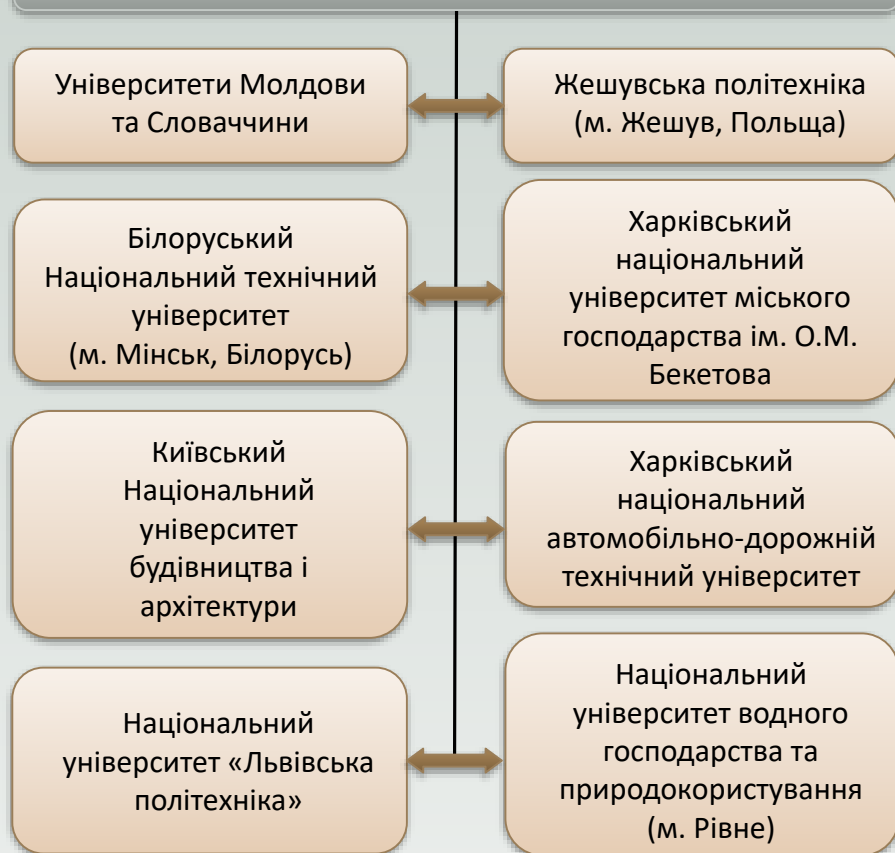 Університети Молдови
та Словаччини
Жешувська політехніка
(м. Жешув, Польща)
Білоруський
Національний технічний
університет
(м. Мінськ, Білорусь)
Харківський
національний
університет міського
господарства ім. О.М.
Бекетова
Київський
Національний
університет
будівництва і
архітектури
Харківський
національний
автомобільно-дорожній
технічний університет
Національний
університет «Львівська
політехніка»
Національний
університет водного
господарства та
природокористування
(м. Рівне)